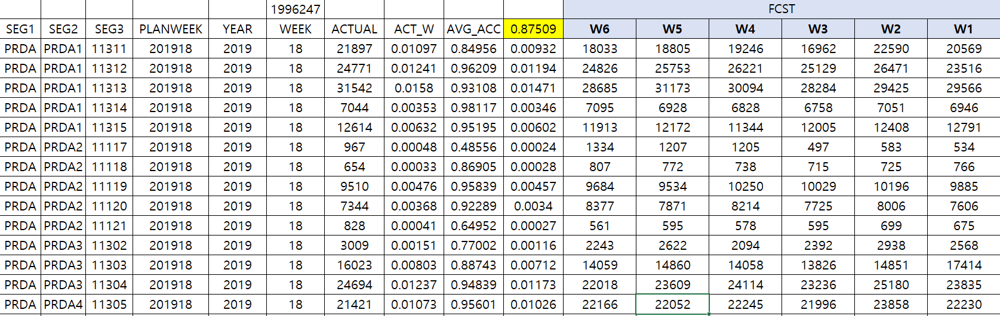 1996247 FCST
SEG1 SEG2 SEG3 PLANWEEK YEAR WEEK ACTUAL ACT_W AVG_ACC 0.87509 W6 W5 W4 W3 W2 W1
PRDA PRDA1 11311 201918 2019 18 21897 0.01097 0.84956 0.00932 18033 18805 19246 16962 22590 20569
PRDA PRDA1 11312 201918 2019 18 24771 0.01241 0.96209 0.01194 24826 25753 26221 25129 26471 23516
PRDA PRDA1 11313 201918 2019 18 31542 0.0158 0.93108 0.01471 28685 31173 30094 28284 29425 29566
PRDA PRDA1 11314 201918 2019 18 7044 0.00353 0.98117 0.00346 7095 6928 6828 6758 7051 6946
PRDA PRDA1 11315 201918 2019 18 12614 0.00632 0.95195 0.00602 11913 12172 11344 12005 12408 12791
PRDA PRDA2 11117 201918 2019 18 967 0.00048 0.48556 0.00024 1334 1207 1205 497 583 534
PRDA PRDA2 11118 201918 2019 18 654 0.00033 0.86905 0.00028 807 772 738 715 725 766
PRDA PRDA2 11119 201918 2019 18 9510 0.00476 0.95839 0.00457 9684 9534 10250 10029 10196 9885
PRDA PRDA2 11120 201918 2019 18 7344 0.00368 0.92289 0.0034 8377 7871 8214 7725 8006 7606
PRDA PRDA2 11121 201918 2019 18 828 0.00041 0.64952 0.00027 561 595 578 595 699 675
PRDA PRDA3 11302 201918 2019 18 3009 0.00151 0.77002 0.00116 2243 2622 2094 2392 2938 2568
PRDA PRDA3 11303 201918 2019 18 16023 0.00803 0.88743 0.00712 14059 14860 14058 13826 14851 17414
PRDA PRDA3 11304 201918 2019 18 24694 0.01237 0.94839 0.01173 22018 23609 24114 23236 25180 23835
PRDA PRDA4 11305 201918 2019 18 21421 0.01073 0.95601 0.01026 22166 22052 22245 21996 23858 22230